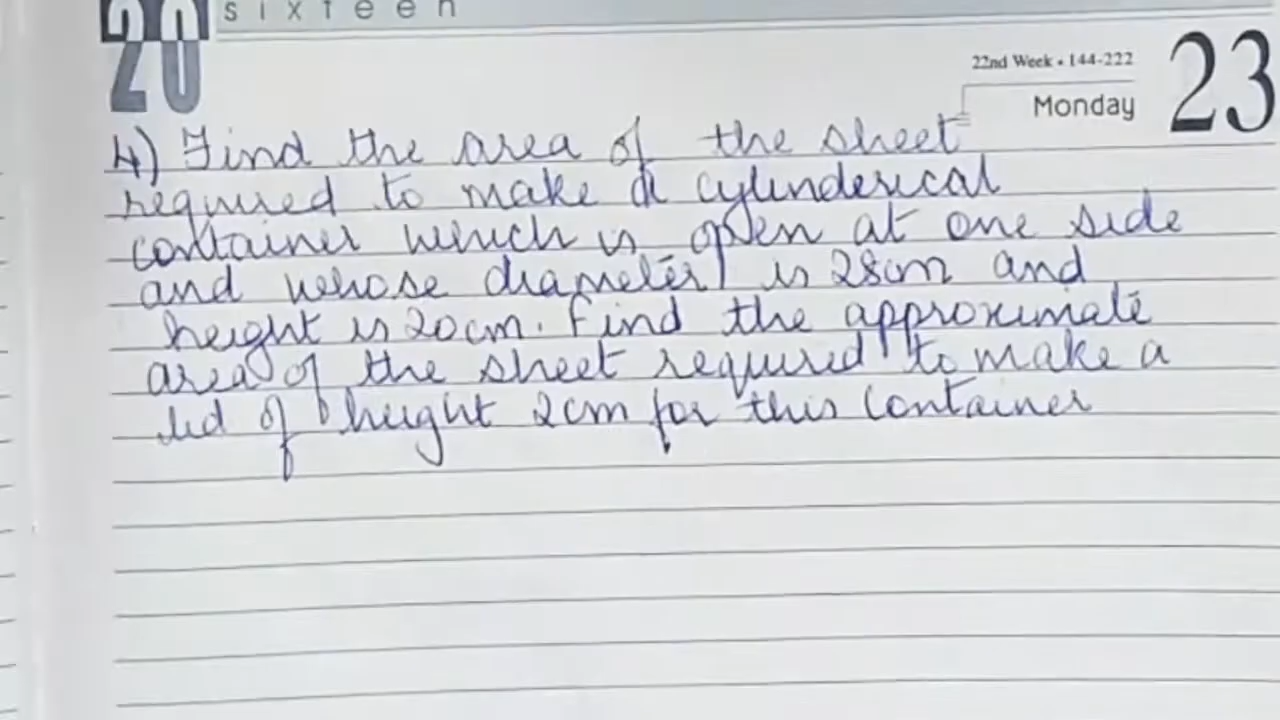 sixteen
20
22nd Week • 144-222
Monday
23
4) Find the area of the sheet
required to make a cylinderical
container which is open at one side
and whose diameter is 28cm and
height is 20cm. Find the approximate
area of the sheet required to make a
lid of height 2cm for this container